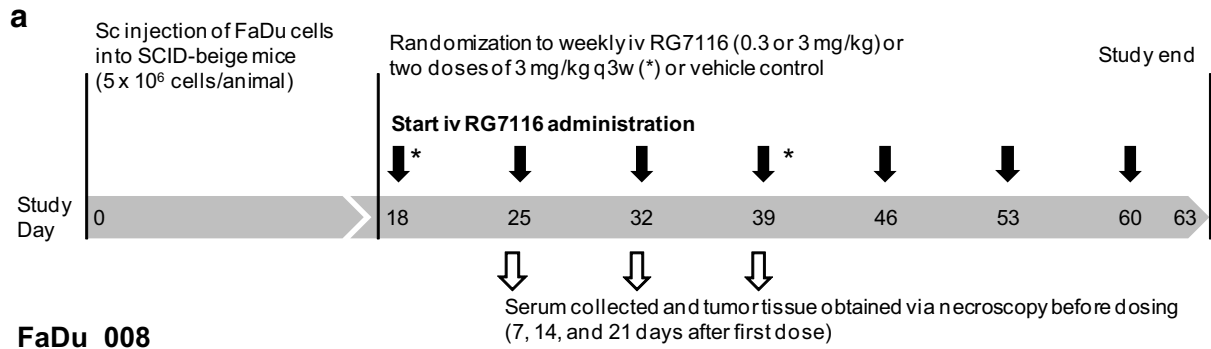 a
Sc injection of FaDu cells
into SCID-beige mice
(5 x 10⁶ cells/animal)
Randomization to weekly iv RG7116 (0.3 or 3 mg/kg) or
two doses of 3 mg/kg q3w (*) or vehicle control
Study end
Start iv RG7116 administration
* *
Study
Day
0 18 25 32 39 46 53 60 63
Serum collected and tumor tissue obtained via necroscopy before dosing
(7, 14, and 21 days after first dose)
FaDu 008